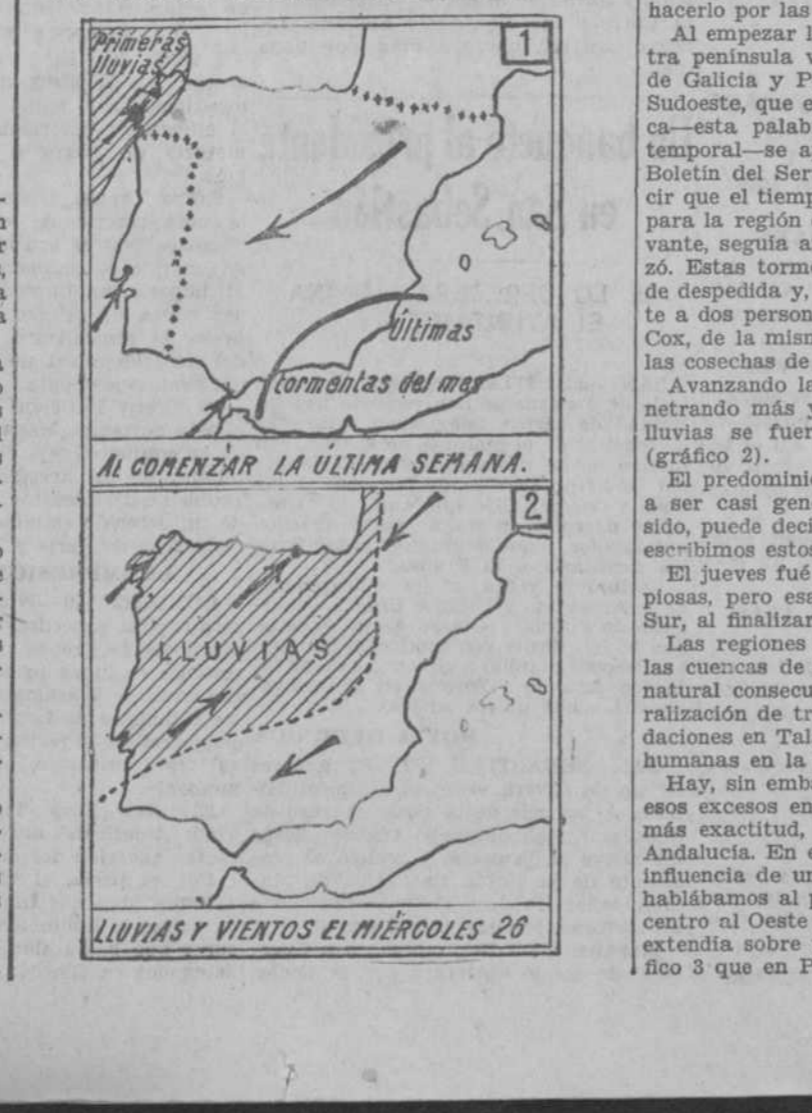 Primeras
lluvias
1
Últimas
tormentas del mes
AL COMENZAR LA ÚLTIMA SEMANA.
2
LLUVIAS
LLUVIAS Y VIENTOS EL MIÉRCOLES 26
hacerlo por las
Al empezar l
tra península v
de Galicia y P
Sudoeste, que e
ca—esta palab
temporal—se a
Boletín del Ser
cir que el tiemp
para la región
vante, seguía a
zó. Estas torme
de despedida y,
te a dos person
Cox, de la mism
las cosechas de
Avanzando la
netrando más y
lluvias se fuer
(gráfico 2).
El predominio
a ser casi gen
sido, puede deci
escribimos estos
El jueves fué
piosas, pero esa
Sur, al finalizar
Las regiones
las cuencas de
natural consecu
ralización de tr
daciones en Tal
humanas en la
Hay, sin emba
esos excesos en
más exactitud,
Andalucía. En e
influencia de un
hablábamos al p
centro al Oeste
extendía sobre
fico 3 que en P